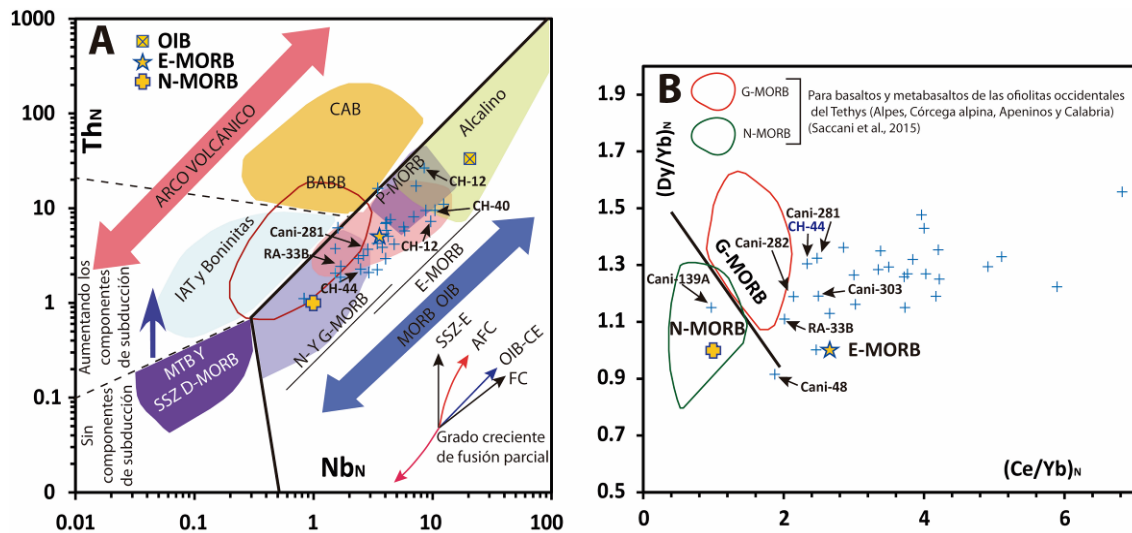 A
OIB
E-MORB
N-MORB
ThN
1000
100
10
1
0.1
0
0.01
0.1
1
10
100
NbN
ARCO VOLCÁNICO
CAB
Alcalino
P-MORB
BABB
IAT y Boninitas
CH-12
CH-40
CH-12
Cani-281
RA-33B
CH-44
E-MORB
N- Y G-MORB
MORB OIB
MTB Y
SSZ D-MORB
Aumentando los
componentes
de subducción
Sin
componentes
de subducción
SSZ-E
AFC
OIB-CE
FC
Grado creciente
de fusión parcial
B
G-MORB
N-MORB
Para basaltos y metabasaltos de las ofiolitas occidentales
del Tethys (Alpes, Córcega alpina, Apeninos y Calabria)
(Saccani et al., 2015)
(Dy/Yb)N
1.9
1.7
1.5
1.3
1.1
0.9
0.7
0.5
0
2
4
6
(Ce/Yb)N
Cani-281
CH-44
Cani-282
Cani-303
Cani-139A
RA-33B
Cani-48
G-MORB
N-MORB
E-MORB